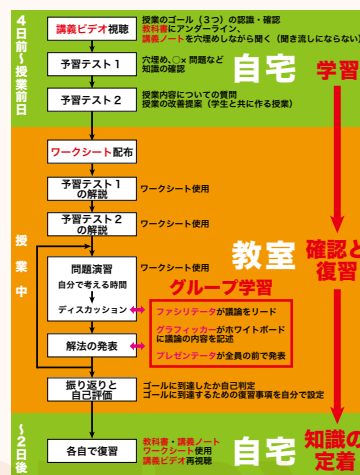 ４日前〜授業前日
講義ビデオ視聴
授業のゴール（3つ）の認識・確認
教科書にアンダーライン、
講義ノートを穴埋めしながら聞く（聞き流しにならない）
予習テスト１
穴埋め、○×問題など
知識の確認
自宅
学習
予習テスト２
授業内容についての質問
授業の改善提案（学生と共に作る授業）
授業中
ワークシート配布
予習テスト１
の解説
ワークシート使用
予習テスト２
の解説
ワークシート使用
教室
確認と
復習
問題演習
自分で考える時間
ディスカッション
ワークシート使用
グループ学習
ファシリテータが議論をリード
グラフィッカーがホワイトボード
に議論の内容を記述
プレゼンテータが全員の前で発表
解法の発表
振り返りと
自己評価
ゴールに到達したか自己判定
ゴールに到達するための復習事項を自分で設定
〜２日後
各自で復習
教科書・講義ノート
ワークシート使用
講義ビデオ再視聴
自宅
知識の
定着